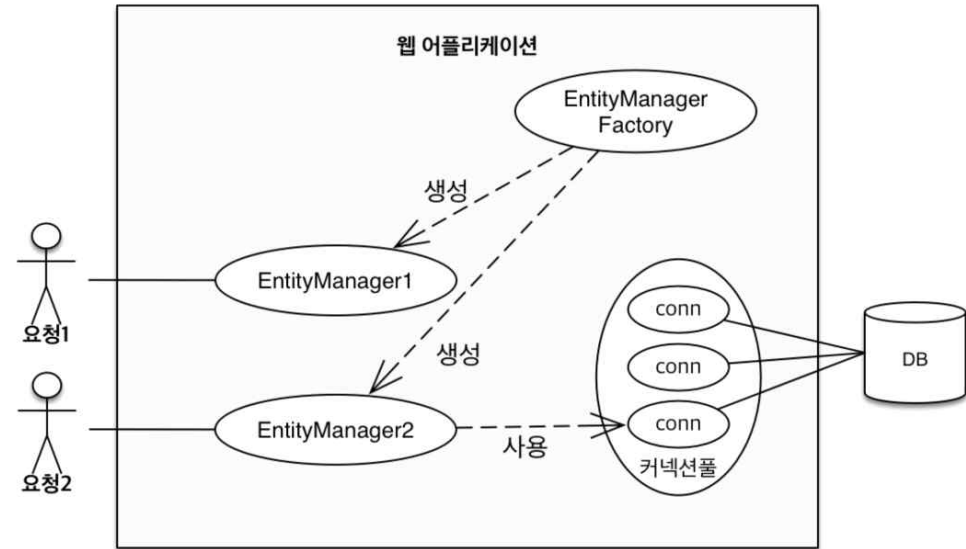 웹 어플리케이션
EntityManager
Factory
생성
EntityManager1
요청1
conn
생성
conn
DB
EntityManager2
사용
conn
커넥션풀
요청2